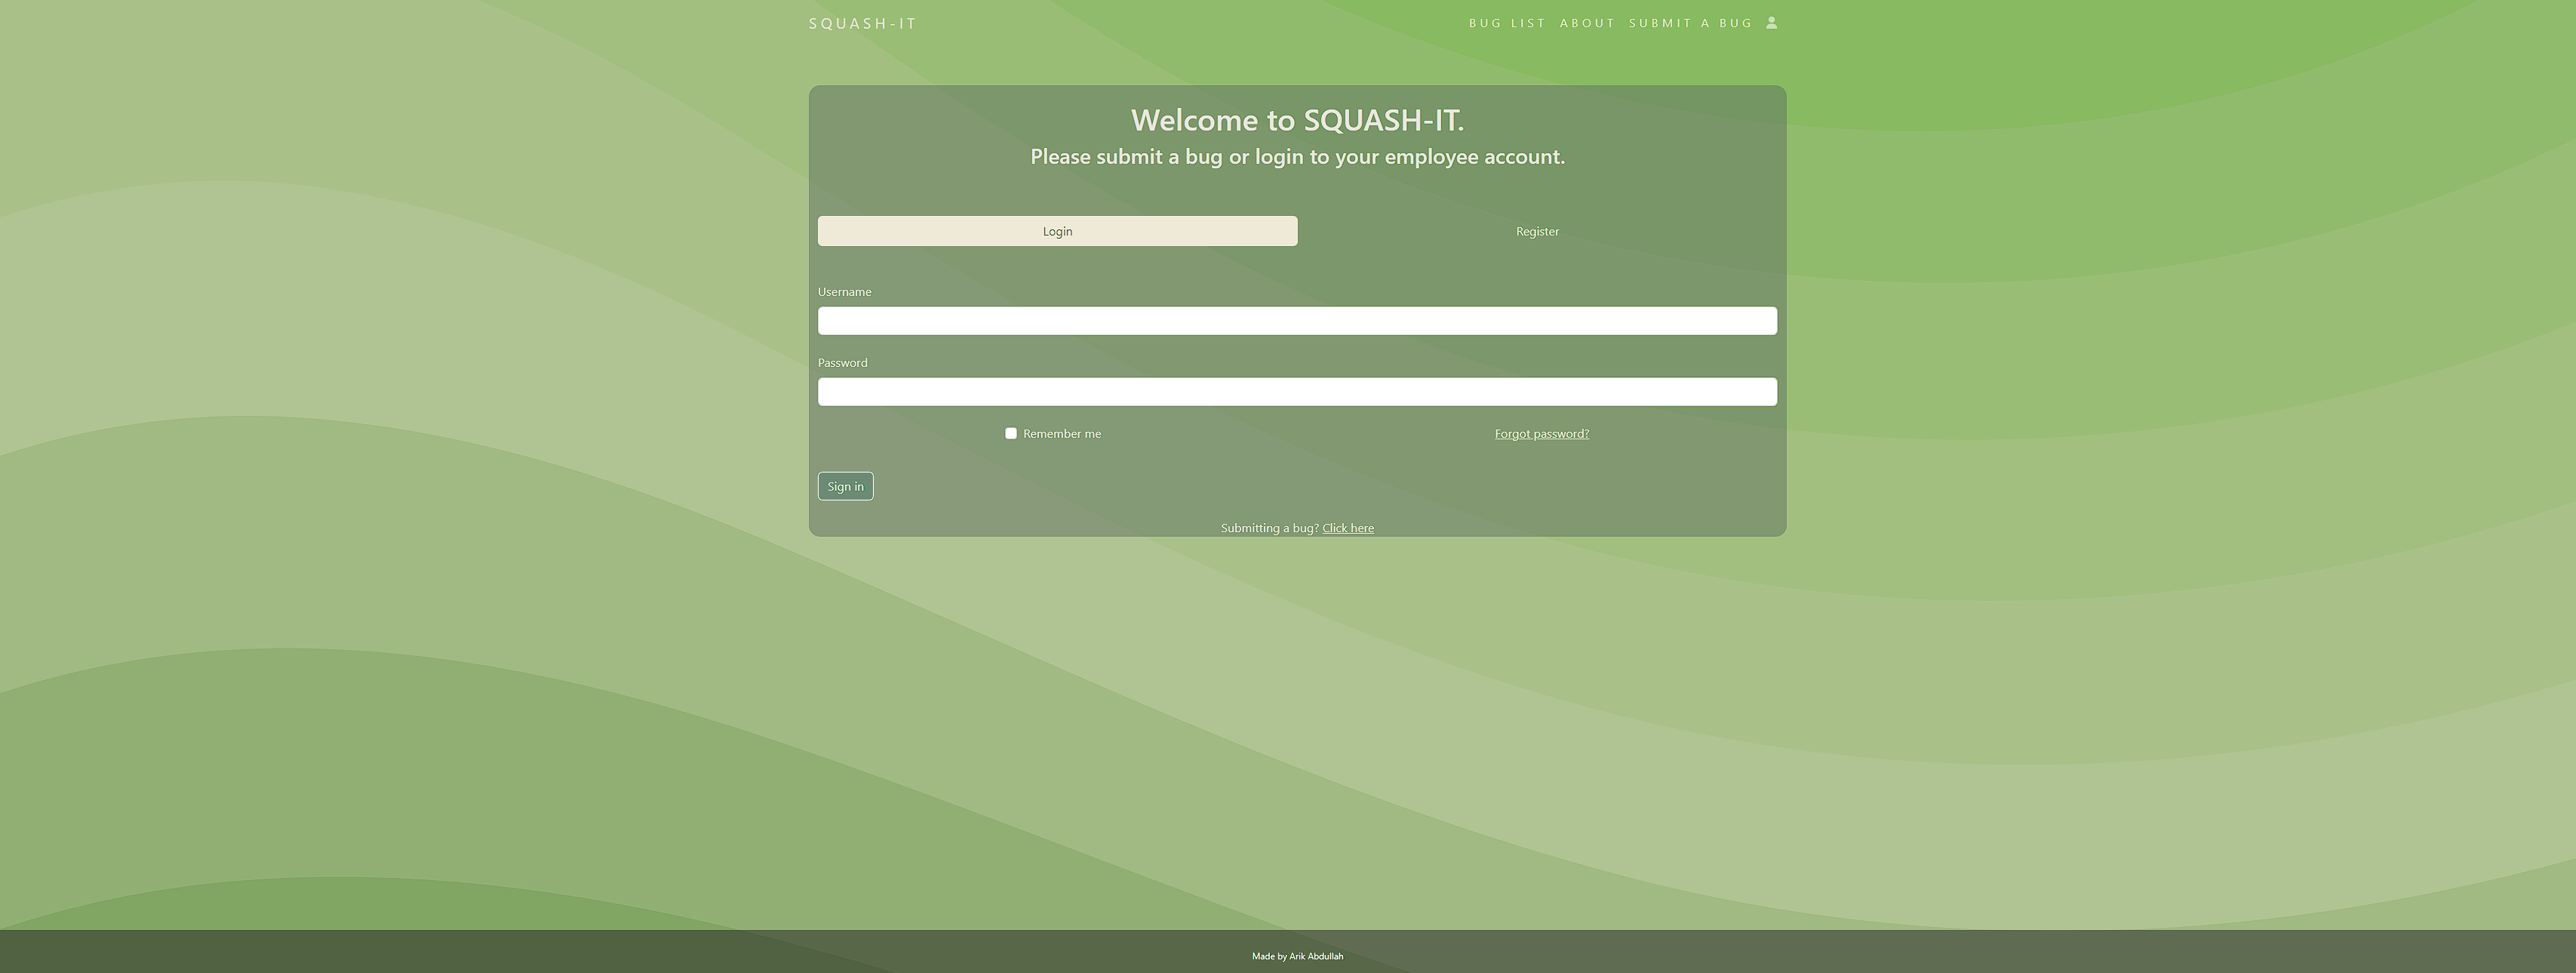 SQUASH-IT
BUG LIST ABOUT SUBMIT A BUG
Welcome to SQUASH-IT.
Please submit a bug or login to your employee account.
Login
Register
Username
Password
Remember me
Forgot password?
Sign in
Submitting a bug? Click here
Made by Arik Abdullah